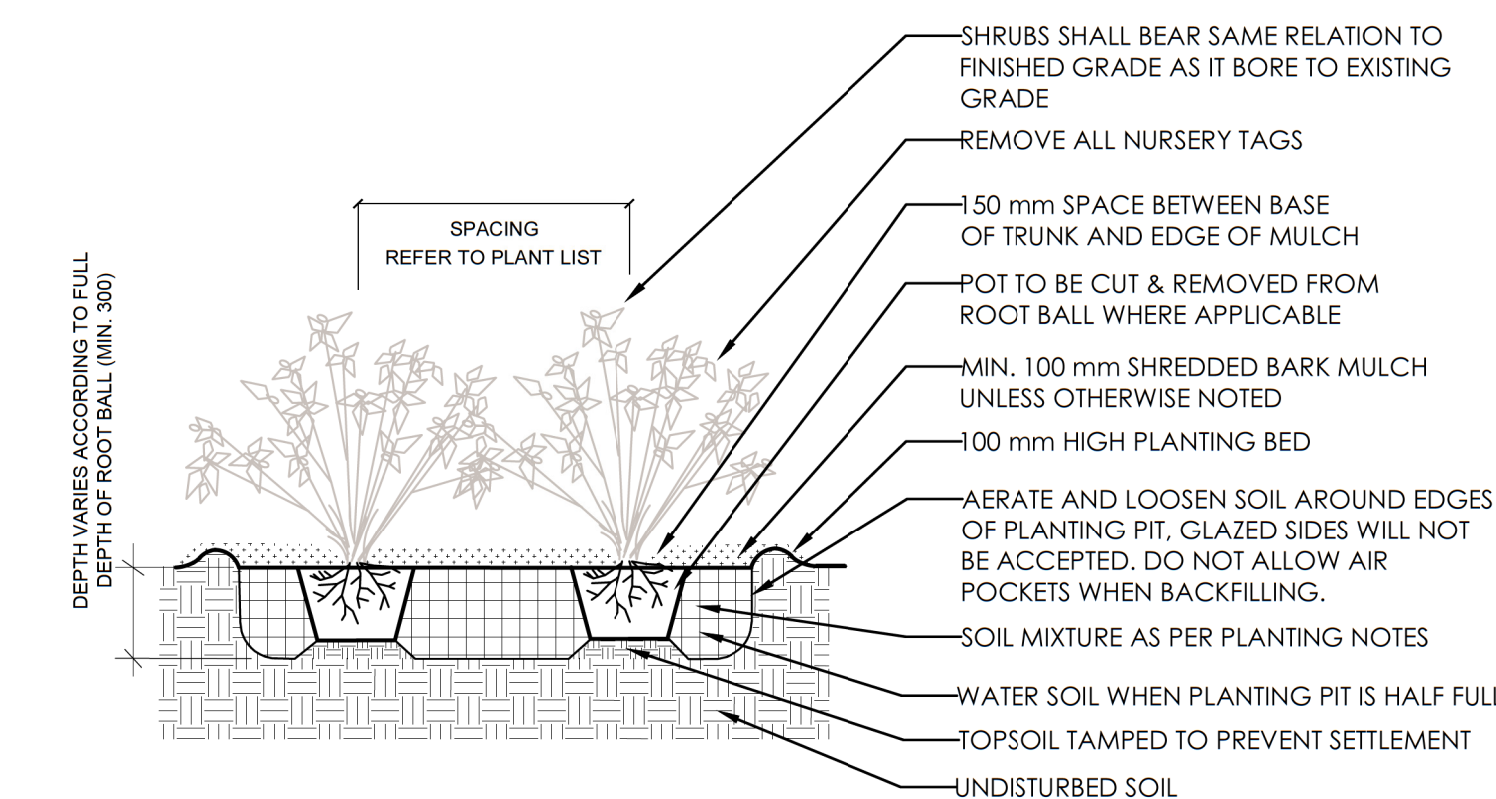 SHRUBS SHALL BEAR SAME RELATION TO
FINISHED GRADE AS IT BORE TO EXISTING
GRADE
REMOVE ALL NURSERY TAGS
150 mm SPACE BETWEEN BASE
OF TRUNK AND EDGE OF MULCH
SPACING
REFER TO PLANT LIST
POT TO BE CUT & REMOVED FROM
ROOT BALL WHERE APPLICABLE
DEPTH VARIES ACCORDING TO FULL
DEPTH OF ROOT BALL (MIN. 300)
MIN. 100 mm SHREDDED BARK MULCH
UNLESS OTHERWISE NOTED
100 mm HIGH PLANTING BED
AERATE AND LOOSEN SOIL AROUND EDGES
OF PLANTING PIT, GLAZED SIDES WILL NOT
BE ACCEPTED. DO NOT ALLOW AIR
POCKETS WHEN BACKFILLING.
SOIL MIXTURE AS PER PLANTING NOTES
WATER SOIL WHEN PLANTING PIT IS HALF FULL
TOPSOIL TAMPED TO PREVENT SETTLEMENT
UNDISTURBED SOIL